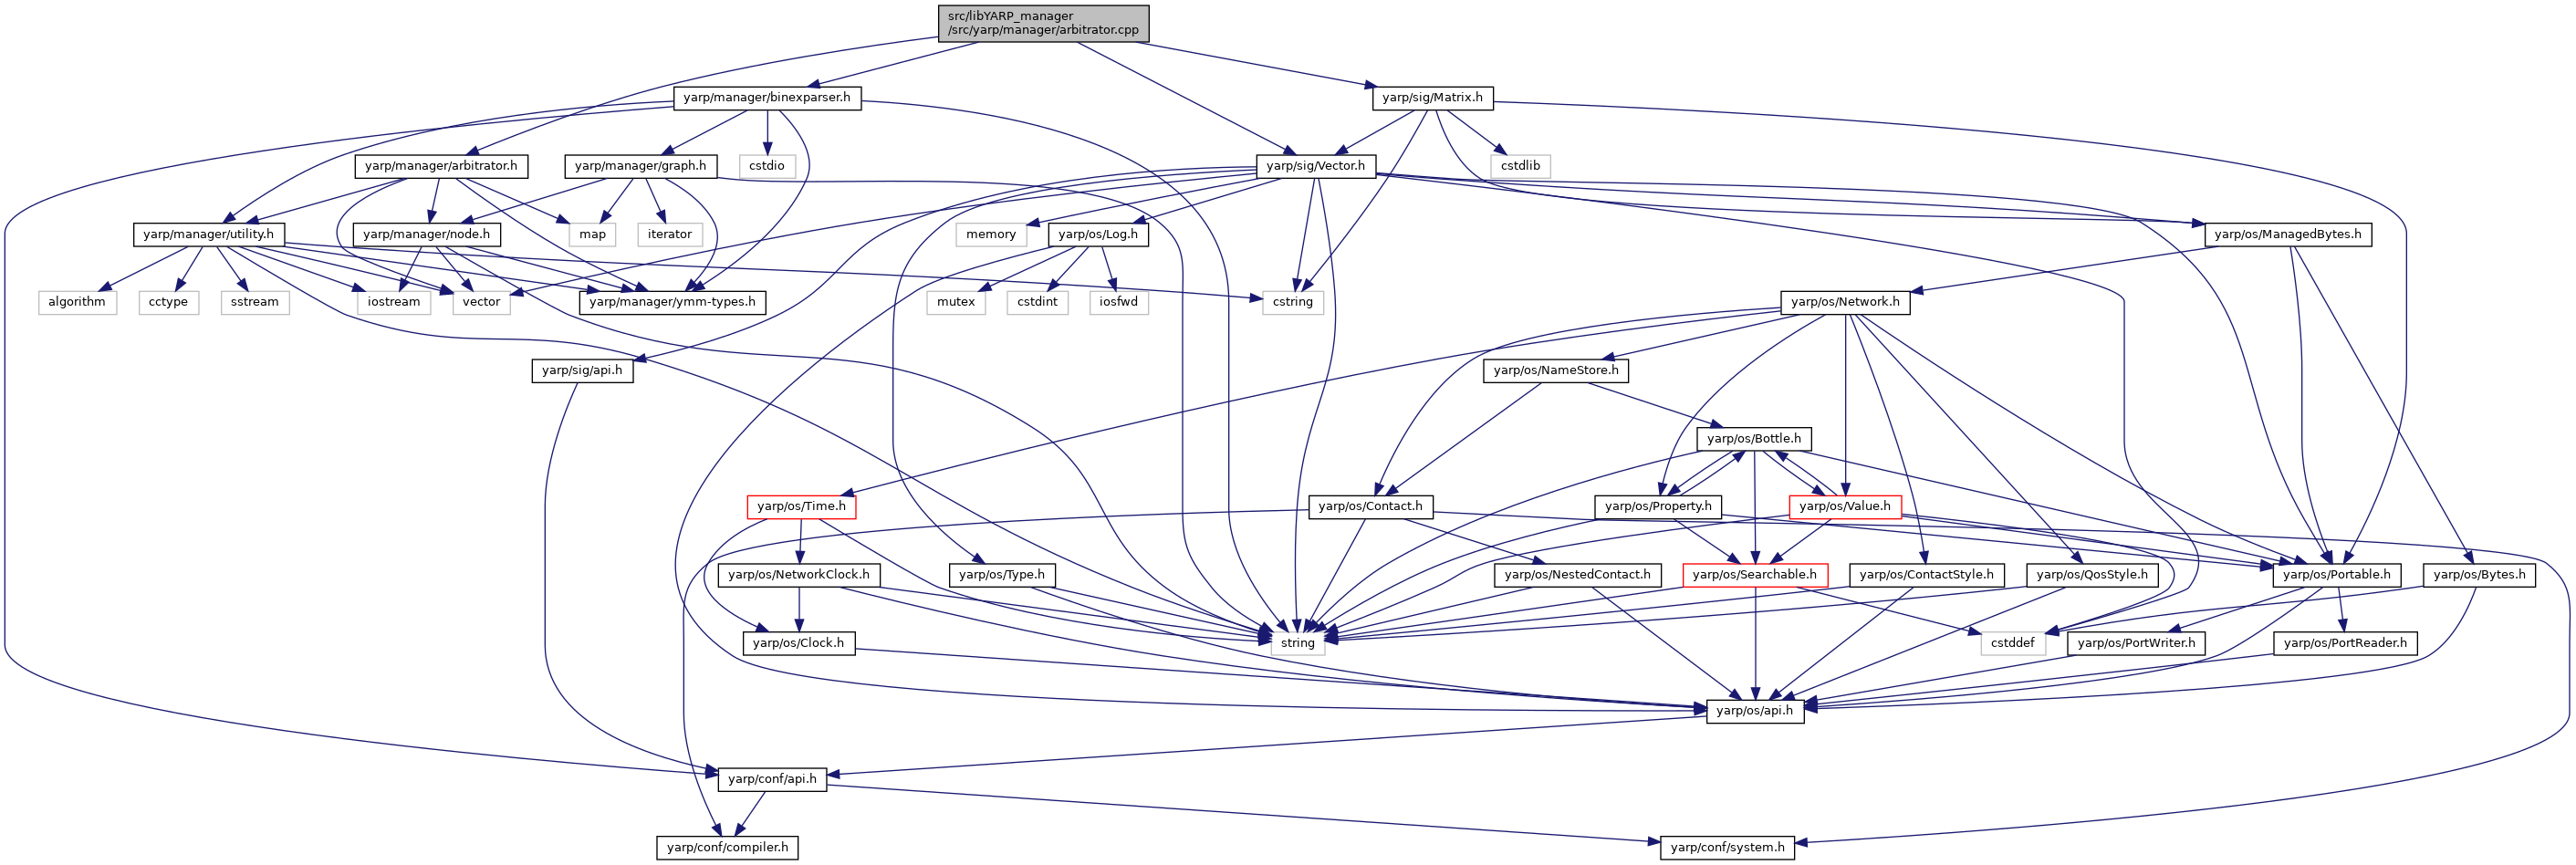 src/libYARP_manager
/src/yarp/manager/arbitrator.cpp
yarp/manager/binexparser.h
yarp/sig/Matrix.h
yarp/manager/arbitrator.h
yarp/manager/graph.h
cstdio
yarp/sig/Vector.h
cstdlib
yarp/manager/utility.h
yarp/manager/node.h
map
iterator
memory
yarp/os/Log.h
yarp/os/ManagedBytes.h
algorithm
cctype
sstream
iostream
vector
yarp/manager/ymm-types.h
mutex
cstdint
iosfwd
cstring
yarp/os/Network.h
yarp/sig/api.h
yarp/os/NameStore.h
yarp/os/Bottle.h
yarp/os/Time.h
yarp/os/Contact.h
yarp/os/Property.h
yarp/os/Value.h
yarp/os/NetworkClock.h
yarp/os/Type.h
yarp/os/NestedContact.h
yarp/os/Searchable.h
yarp/os/ContactStyle.h
yarp/os/QosStyle.h
yarp/os/Portable.h
yarp/os/Bytes.h
yarp/os/Clock.h
string
cstddef
yarp/os/PortWriter.h
yarp/os/PortReader.h
yarp/os/api.h
yarp/conf/api.h
yarp/conf/compiler.h
yarp/conf/system.h